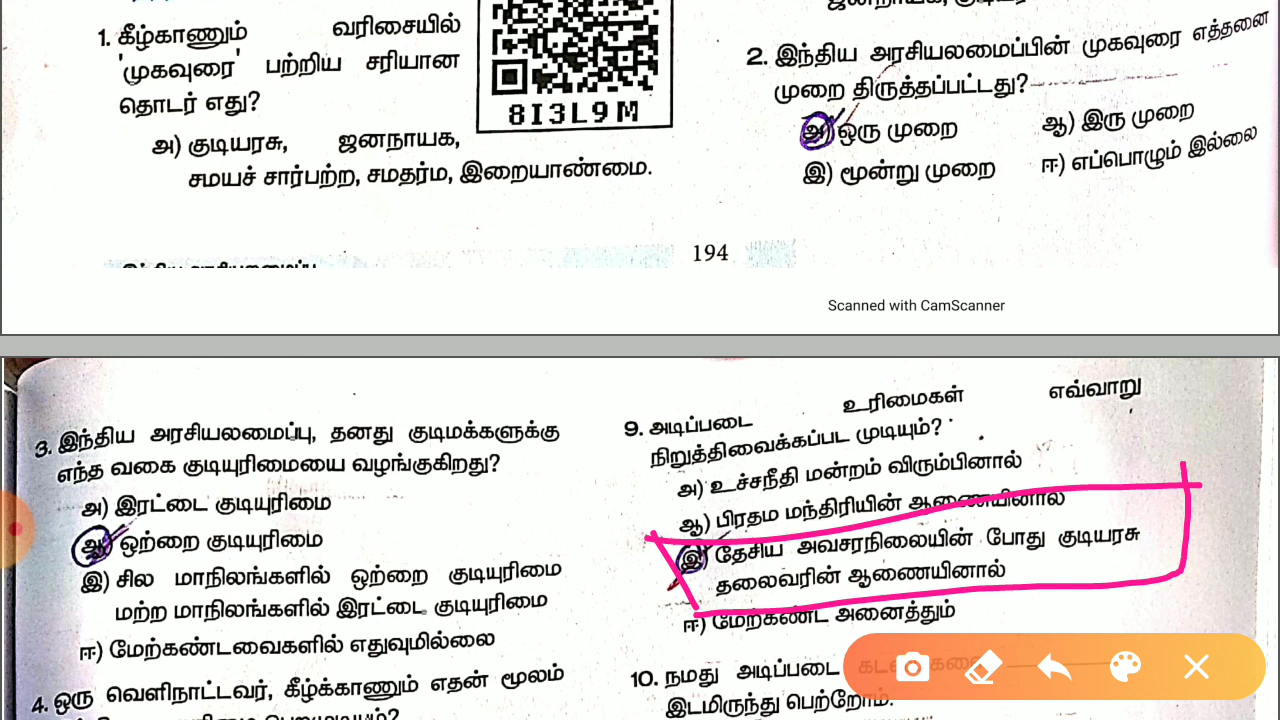 1. கீழ்காணும் வரிசையில்
'முகவுரை' பற்றிய சரியான
தொடர் எது?
அ) குடியரசு, ஜனநாயக,
சமயச் சார்பற்ற, சமதர்ம, இறையாண்மை.
8I3L9M
2. இந்திய அரசியலமைப்பின் முகவுரை எத்தனை
முறை திருத்தப்பட்டது?
அ) ஒரு முறை ஆ) இரு முறை
இ) மூன்று முறை ஈ) எப்பொழும் இல்லை
194
Scanned with CamScanner
3. இந்திய அரசியலமைப்பு, தனது குடிமக்களுக்கு
எந்த வகை குடியுரிமையை வழங்குகிறது?
அ) இரட்டை குடியுரிமை
ஆ) ஒற்றை குடியுரிமை
இ) சில மாநிலங்களில் ஒற்றை குடியுரிமை
மற்ற மாநிலங்களில் இரட்டை குடியுரிமை
ஈ) மேற்கண்டவைகளில் எதுவுமில்லை
4. ஒரு வெளிநாட்டவர், கீழ்க்காணும் எதன் மூலம்
9. அடிப்படை உரிமைகள் எவ்வாறு
நிறுத்திவைக்கப்பட முடியும்?
அ) உச்சநீதி மன்றம் விரும்பினால்
ஆ) பிரதம மந்திரியின் ஆணையினால்
இ) தேசிய அவசரநிலையின் போது குடியரசு
தலைவரின் ஆணையினால்
ஈ) மேற்கண்ட அனைத்தும்
10. நமது அடிப்படை
இடமிருந்து பெற்றோம்.